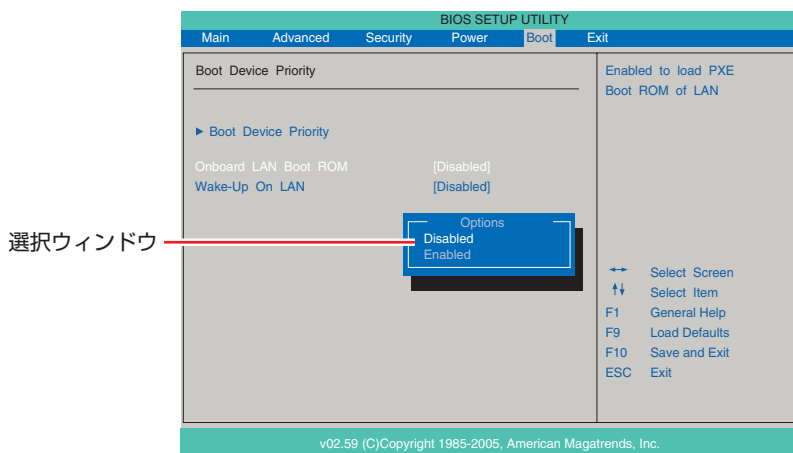 BIOS SETUP UTILITY
Main Advanced Security Power Boot Exit
Boot Device Priority
Boot Device Priority
Onboard LAN Boot ROM [Disabled]
Wake-Up On LAN [Disabled]
Options
Disabled
Enabled
選択ウィンドウ
Enabled to load PXE
Boot ROM of LAN
Select Screen
Select Item
F1 General Help
F9 Load Defaults
F10 Save and Exit
ESC Exit
v02.59 (C)Copyright 1985-2005, American Magatrends, Inc.